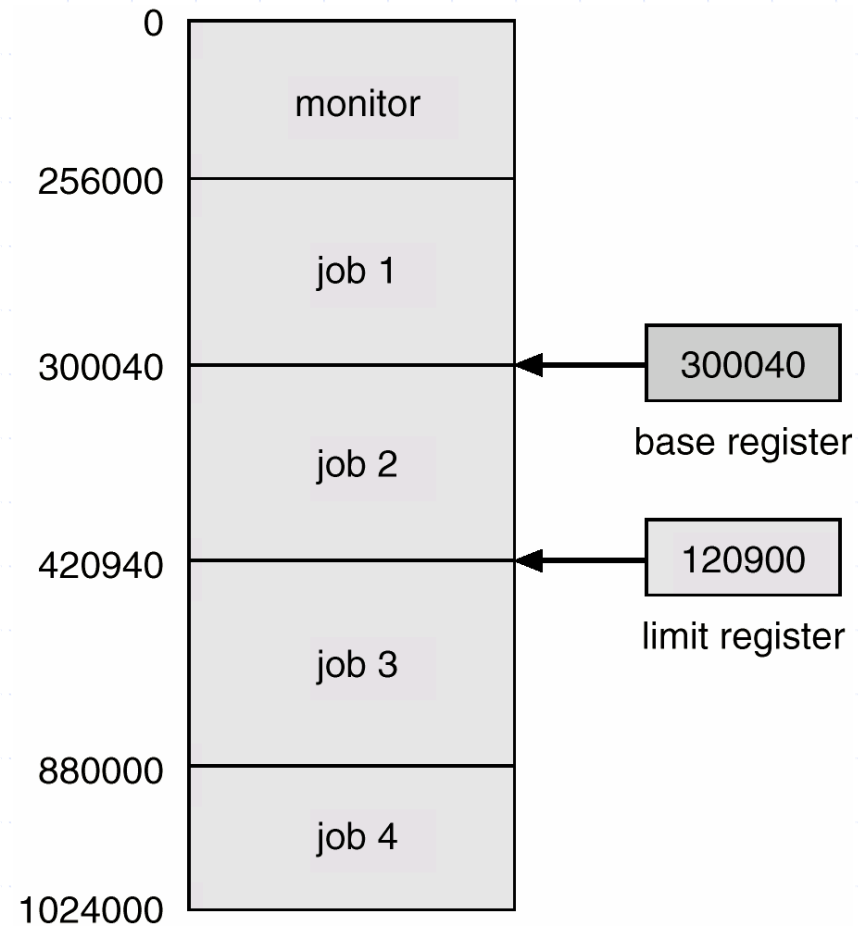 0
monitor
256000
job 1
300040
300040
base register
job 2
420940
120900
limit register
job 3
880000
job 4
1024000